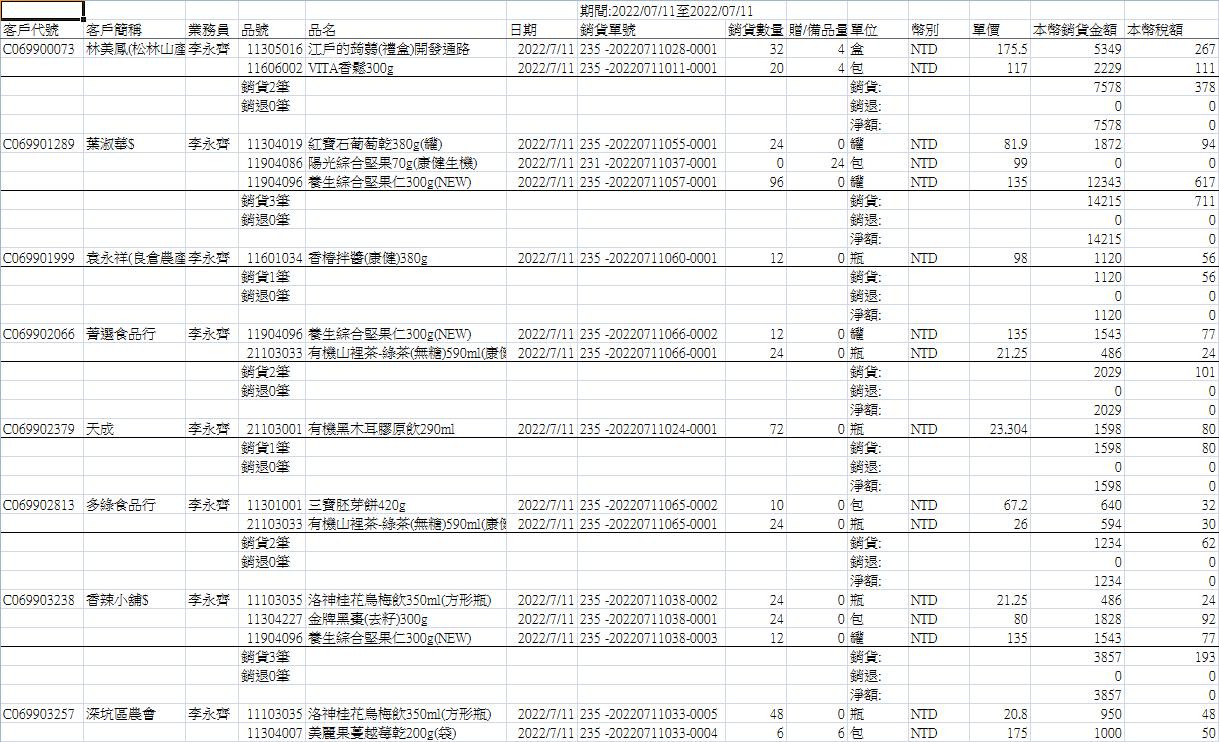 期間:2022/07/11至2022/07/11
客戶代號 客戶簡稱 業務員 品號 品名 日期 銷貨單號 銷貨數量 贈/備品量 單位 幣別 單價 本幣銷貨金額 本幣稅額
C069900073 林美鳳(松林山產 李永齊 11305016 江戶的蒟蒻(禮盒)開發通路 2022/7/11 235 -20220711028-0001 32 4 盒 NTD 175.5 5349 267
11606002 VITA香鬆300g 2022/7/11 235 -20220711011-0001 20 4 包 NTD 117 2229 111
銷貨2筆 銷貨: 7578 378
銷退0筆 銷退: 0 0
淨額: 7578 0
C069901289 葉淑華$ 李永齊 11304019 紅寶石葡萄乾380g(罐) 2022/7/11 235 -20220711055-0001 24 0 罐 NTD 81.9 1872 94
11904086 陽光綜合堅果70g(康健生機) 2022/7/11 231 -20220711037-0001 0 24 包 NTD 99 0 0
11904096 養生綜合堅果仁300g(NEW) 2022/7/11 235 -20220711057-0001 96 0 罐 NTD 135 12343 617
銷貨3筆 銷貨: 14215 711
銷退0筆 銷退: 0 0
淨額: 14215 0
C069901999 袁永祥(良倉農產 李永齊 11601034 香椿拌醬(康健)380g 2022/7/11 235 -20220711060-0001 12 0 瓶 NTD 98 1120 56
銷貨1筆 銷貨: 1120 56
銷退0筆 銷退: 0 0
淨額: 1120 0
C069902066 菁選食品行 李永齊 11904096 養生綜合堅果仁300g(NEW) 2022/7/11 235 -20220711066-0002 12 0 罐 NTD 135 1543 77
21103033 有機山裡茶-綠茶(無糖)590ml(康 2022/7/11 235 -20220711066-0001 24 0 瓶 NTD 21.25 486 24
銷貨2筆 銷貨: 2029 101
銷退0筆 銷退: 0 0
淨額: 2029 0
C069902379 天成 李永齊 21103001 有機黑木耳膠原飲290ml 2022/7/11 235 -20220711024-0001 72 0 瓶 NTD 23.304 1598 80
銷貨1筆 銷貨: 1598 80
銷退0筆 銷退: 0 0
淨額: 1598 0
C069902813 多綠食品行 李永齊 11301001 三寶胚芽餅420g 2022/7/11 235 -20220711065-0002 10 0 包 NTD 67.2 640 32
21103033 有機山裡茶-綠茶(無糖)590ml(康 2022/7/11 235 -20220711065-0001 24 0 瓶 NTD 26 594 30
銷貨2筆 銷貨: 1234 62
銷退0筆 銷退: 0 0
淨額: 1234 0
C069903238 香辣小舖$ 李永齊 11103035 洛神桂花烏梅飲350ml(方形瓶) 2022/7/11 235 -20220711038-0002 24 0 瓶 NTD 21.25 486 24
11304227 金牌黑棗(去籽)300g 2022/7/11 235 -20220711038-0001 24 0 包 NTD 80 1828 92
11904096 養生綜合堅果仁300g(NEW) 2022/7/11 235 -20220711038-0003 12 0 罐 NTD 135 1543 77
銷貨3筆 銷貨: 3857 193
銷退0筆 銷退: 0 0
淨額: 3857 0
C069903257 深坑區農會 李永齊 11103035 洛神桂花烏梅飲350ml(方形瓶) 2022/7/11 235 -20220711033-0005 48 0 瓶 NTD 20.8 950 48
11304007 美麗果蔓越莓乾200g(袋) 2022/7/11 235 -20220711033-0004 6 6 包 NTD 175 1000 50